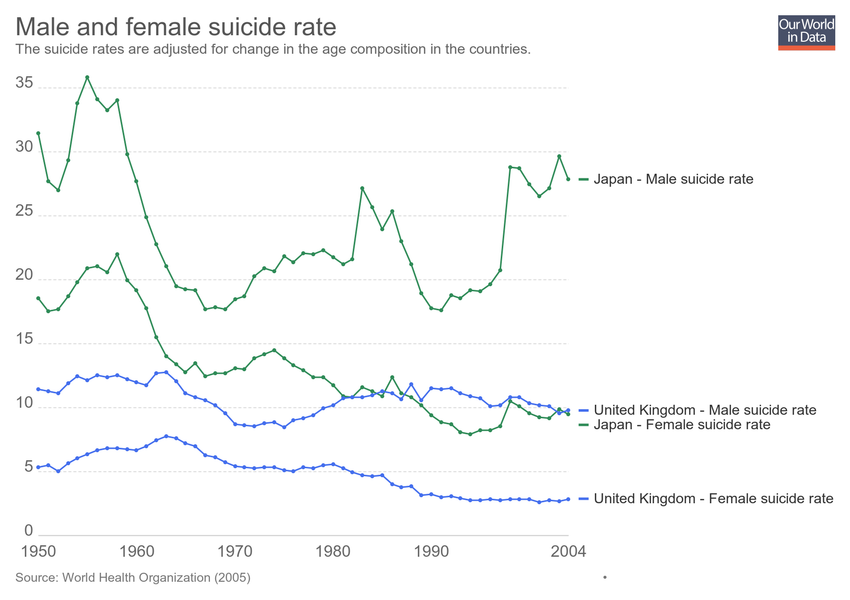 Male and female suicide rate
The suicide rates are adjusted for change in the age composition in the countries.
Our World
in Data
35
30
25
20
15
10
5
0
1950 1960 1970 1980 1990 2004
Japan - Male suicide rate
United Kingdom - Male suicide rate
Japan - Female suicide rate
United Kingdom - Female suicide rate
Source: World Health Organization (2005)